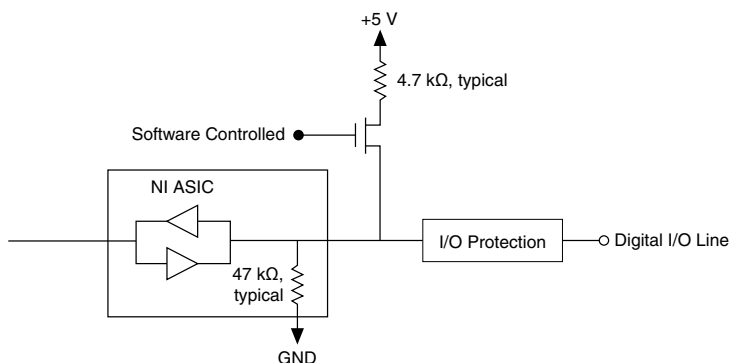 +5 V
4.7 kΩ, typical
Software Controlled
NI ASIC
I/O Protection
Digital I/O Line
47 kΩ,
typical
GND